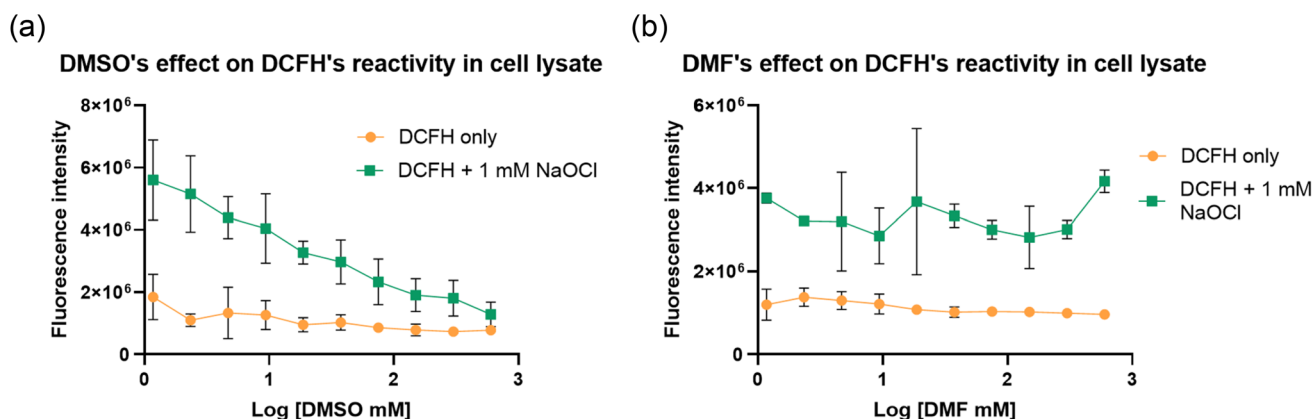 (a)
DMSO's effect on DCFH's reactivity in cell lysate
8×10⁶
6×10⁶
4×10⁶
2×10⁶
0
Fluorescence intensity
DCFH only
DCFH + 1 mM NaOCl
0 1 2 3
Log [DMSO mM]
(b)
DMF's effect on DCFH's reactivity in cell lysate
6×10⁶
4×10⁶
2×10⁶
0
Fluorescence intensity
DCFH only
DCFH + 1 mM
NaOCl
0 1 2 3
Log [DMF mM]